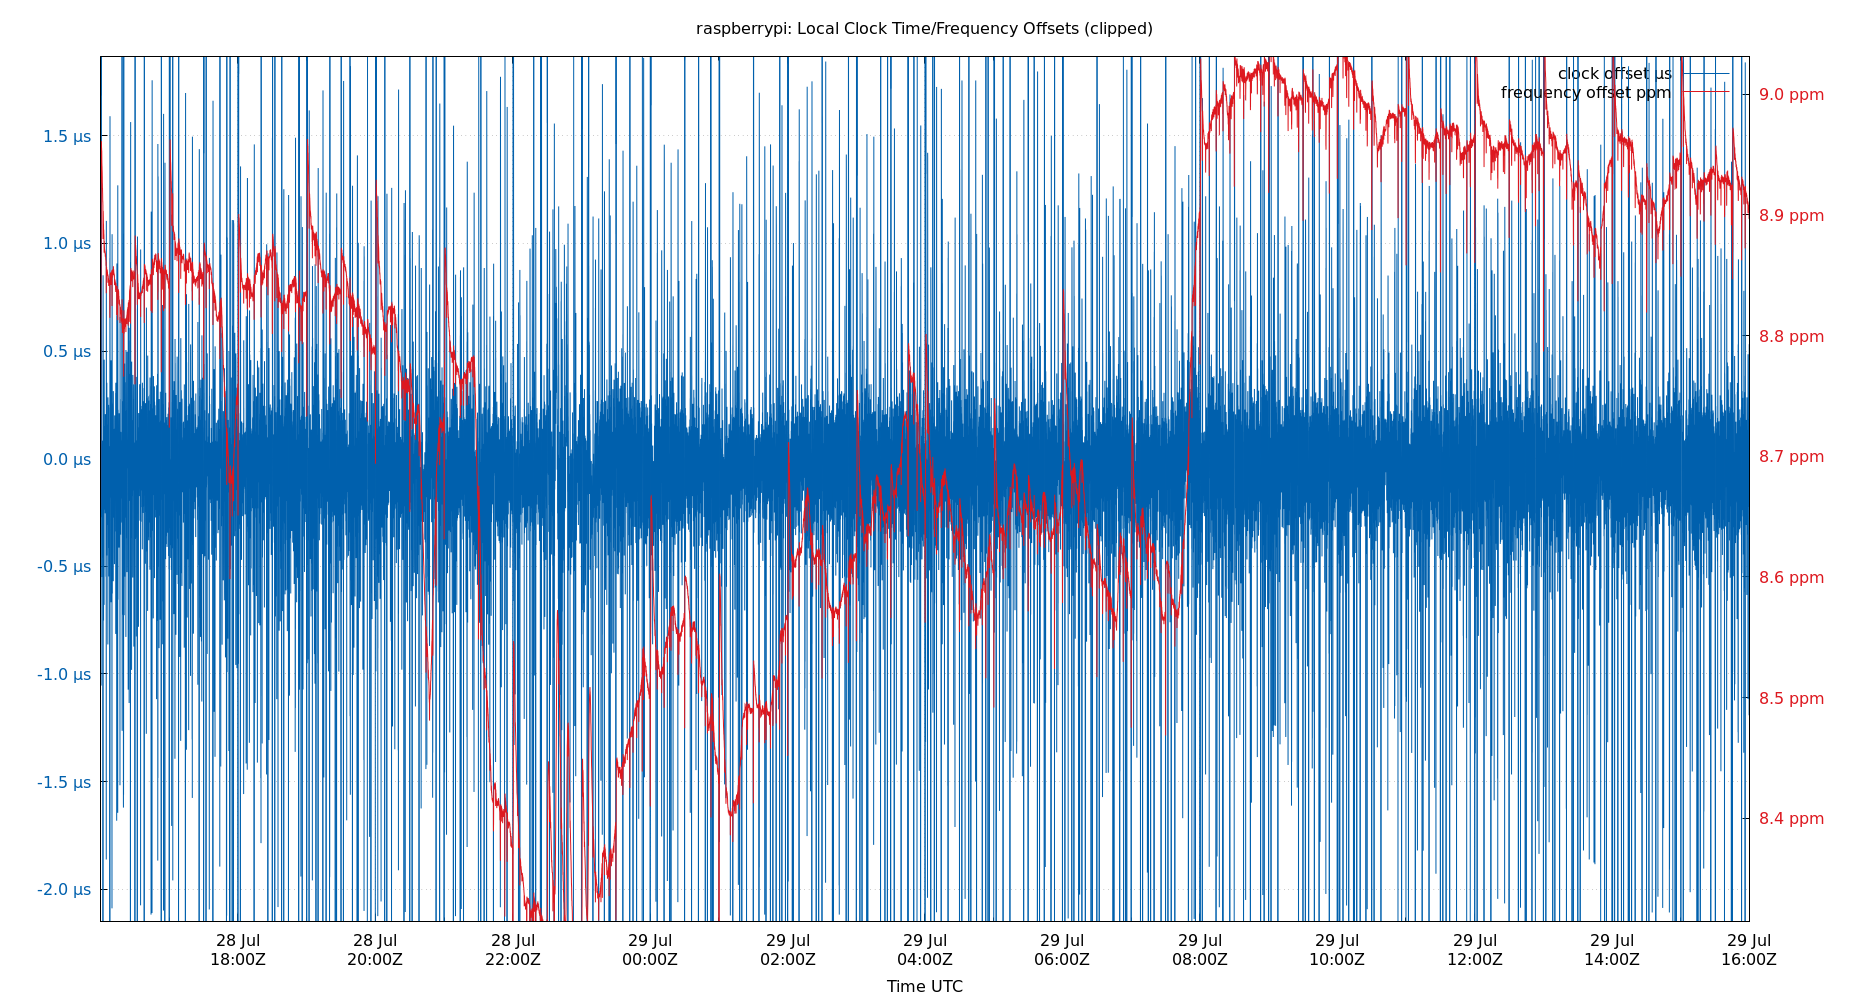 raspberrypi: Local Clock Time/Frequency Offsets (clipped)
clock offset µs
frequency offset ppm
1.5 µs
1.0 µs
0.5 µs
0.0 µs
-0.5 µs
-1.0 µs
-1.5 µs
-2.0 µs
9.0 ppm
8.9 ppm
8.8 ppm
8.7 ppm
8.6 ppm
8.5 ppm
8.4 ppm
28 Jul 28 Jul 28 Jul 29 Jul 29 Jul 29 Jul 29 Jul 29 Jul 29 Jul 29 Jul 29 Jul 29 Jul
18:00Z 20:00Z 22:00Z 00:00Z 02:00Z 04:00Z 06:00Z 08:00Z 10:00Z 12:00Z 14:00Z 16:00Z
Time UTC